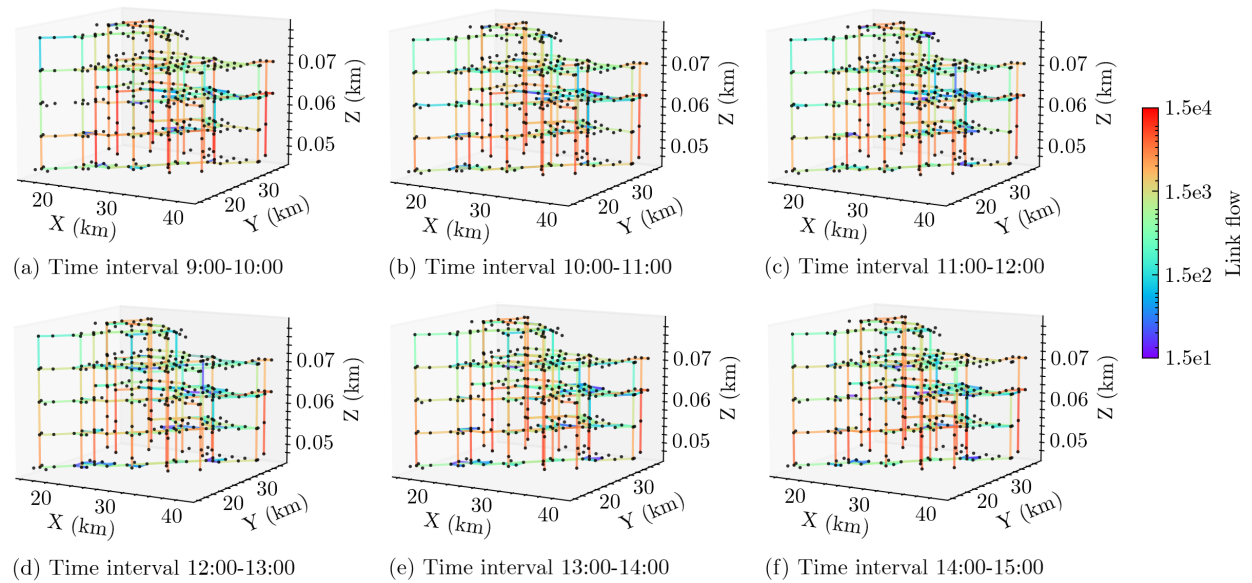 0.07
0.06
0.05
Z (km)
20
30
40
X (km)
20
30
Y (km)
(a) Time interval 9:00-10:00
0.07
0.06
0.05
Z (km)
20
30
40
X (km)
20
30
Y (km)
(b) Time interval 10:00-11:00
0.07
0.06
0.05
Z (km)
20
30
40
X (km)
20
30
Y (km)
(c) Time interval 11:00-12:00
1.5e4
1.5e3
1.5e2
1.5e1
Link flow
0.07
0.06
0.05
Z (km)
20
30
40
X (km)
20
30
Y (km)
(d) Time interval 12:00-13:00
0.07
0.06
0.05
Z (km)
20
30
40
X (km)
20
30
Y (km)
(e) Time interval 13:00-14:00
0.07
0.06
0.05
Z (km)
20
30
40
X (km)
20
30
Y (km)
(f) Time interval 14:00-15:00